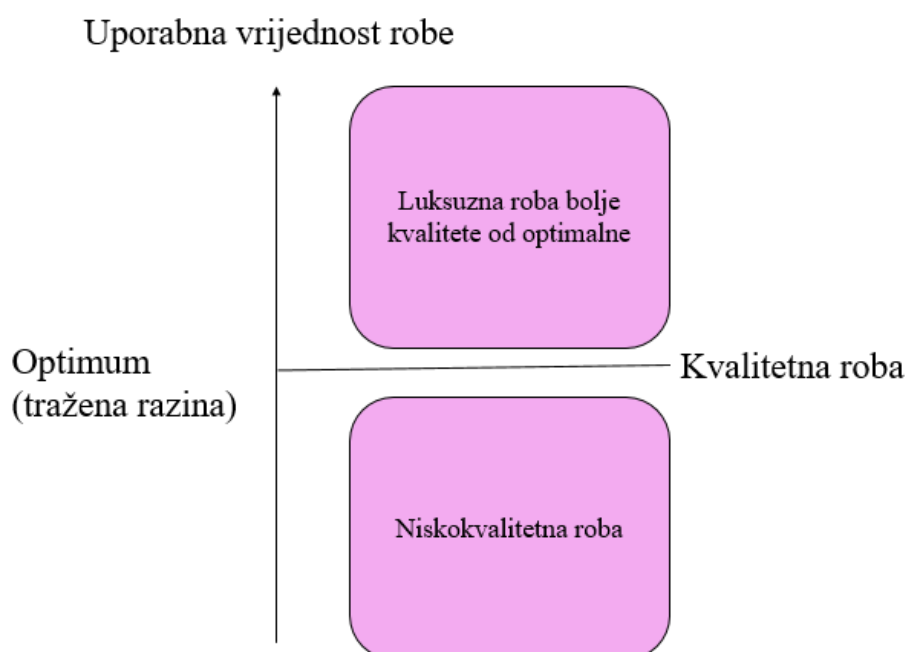 Uporabna vrijednost robe
Luksuzna roba bolje
kvalitete od optimalne
Optimum
(tražena razina)
Kvalitetna roba
Niskokvalitetna roba